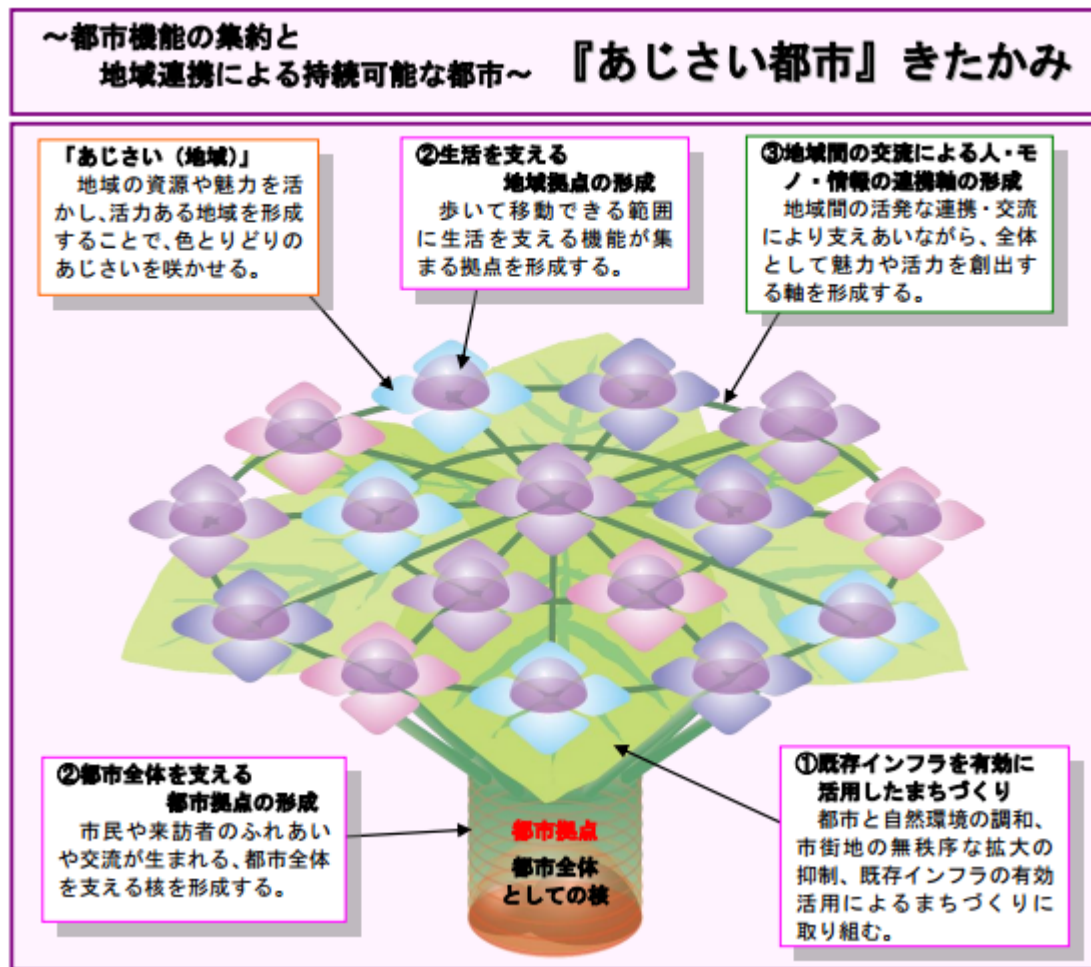 ～都市機能の集約と
地域連携による持続可能な都市～
『あじさい都市』きたかみ
「あじさい（地域）」
地域の資源や魅力を活
かし、活力ある地域を形成
することで、色とりどりの
あじさいを咲かせる。
②生活を支える
地域拠点の形成
歩いて移動できる範囲
に生活を支える機能が集
まる拠点を形成する。
③地域間の交流による人・モ
ノ・情報の連携軸の形成
地域間の活発な連携・交流
により支えあいながら、全体
として魅力や活力を創出す
る軸を形成する。
②都市全体を支える
都市拠点の形成
市民や来訪者のふれあい
や交流が生まれる、都市全体
を支える核を形成する。
都市拠点
都市全体
としての核
①既存インフラを有効に
活用したまちづくり
都市と自然環境の調和、
市街地の無秩序な拡大の
抑制、既存インフラの有効
活用によるまちづくりに
取り組む。